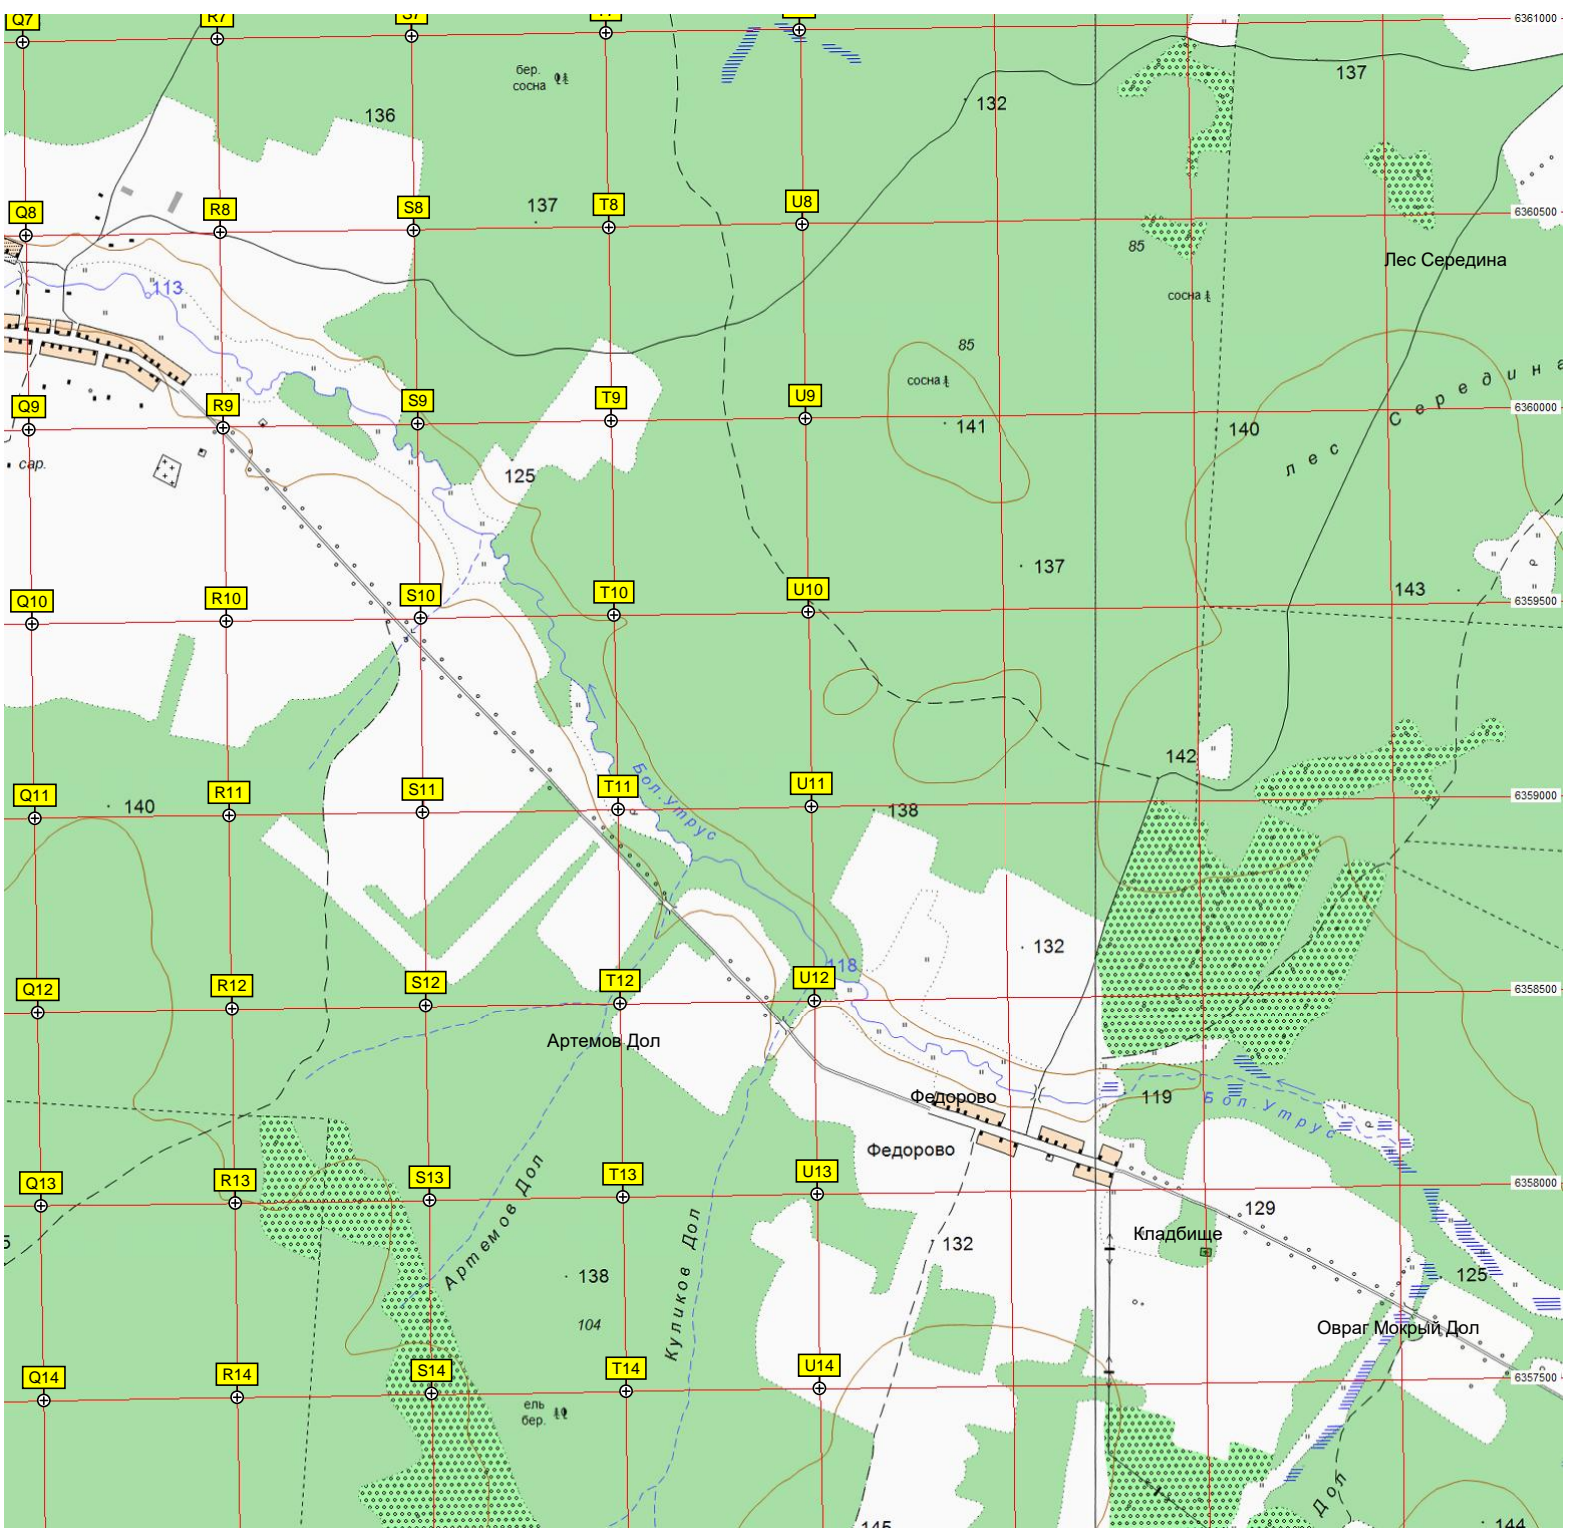 6361000
Q7
R7
S7
бер.
сосна
137
132
136
Q8
R8
S8
137
T8
U8
6360500
85
Лес Середина
113
сосна
85
сосна
лес Середина
Q9
R9
S9
T9
U9
6360000
141
140
сар.
125
137
143
Q10
R10
S10
T10
U10
6359500
142
Бол. Утрус
Q11
140
R11
S11
T11
U11
138
6359000
132
118
Q12
R12
S12
T12
U12
6358500
Артемов Дол
Федорово
119
Бол. Утрус
Федорово
Q13
R13
S13
Артемов Дол
T13
U13
6358000
129
Кладбище
132
Куликов Дол
138
125
104
Овраг Мокрый Дол
Q14
R14
S14
T14
U14
6357500
ель
бер.
Дол
145
144